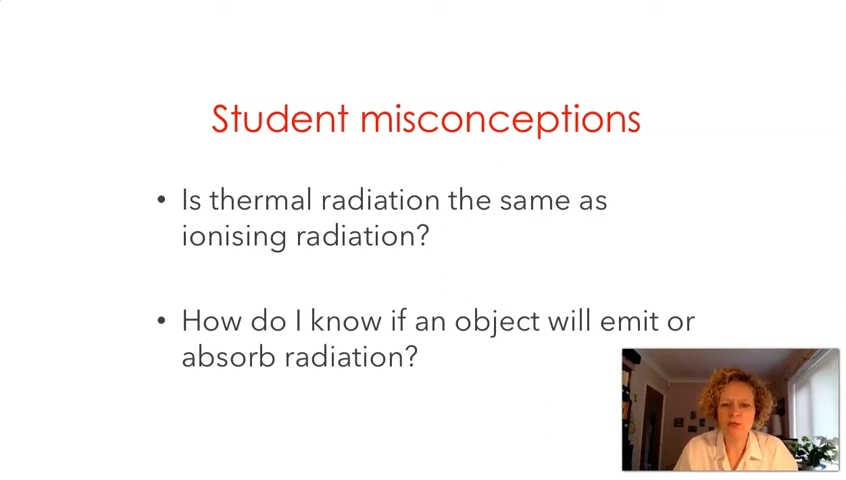 Student misconceptions
• Is thermal radiation the same as
ionising radiation?
• How do I know if an object will emit or
absorb radiation?